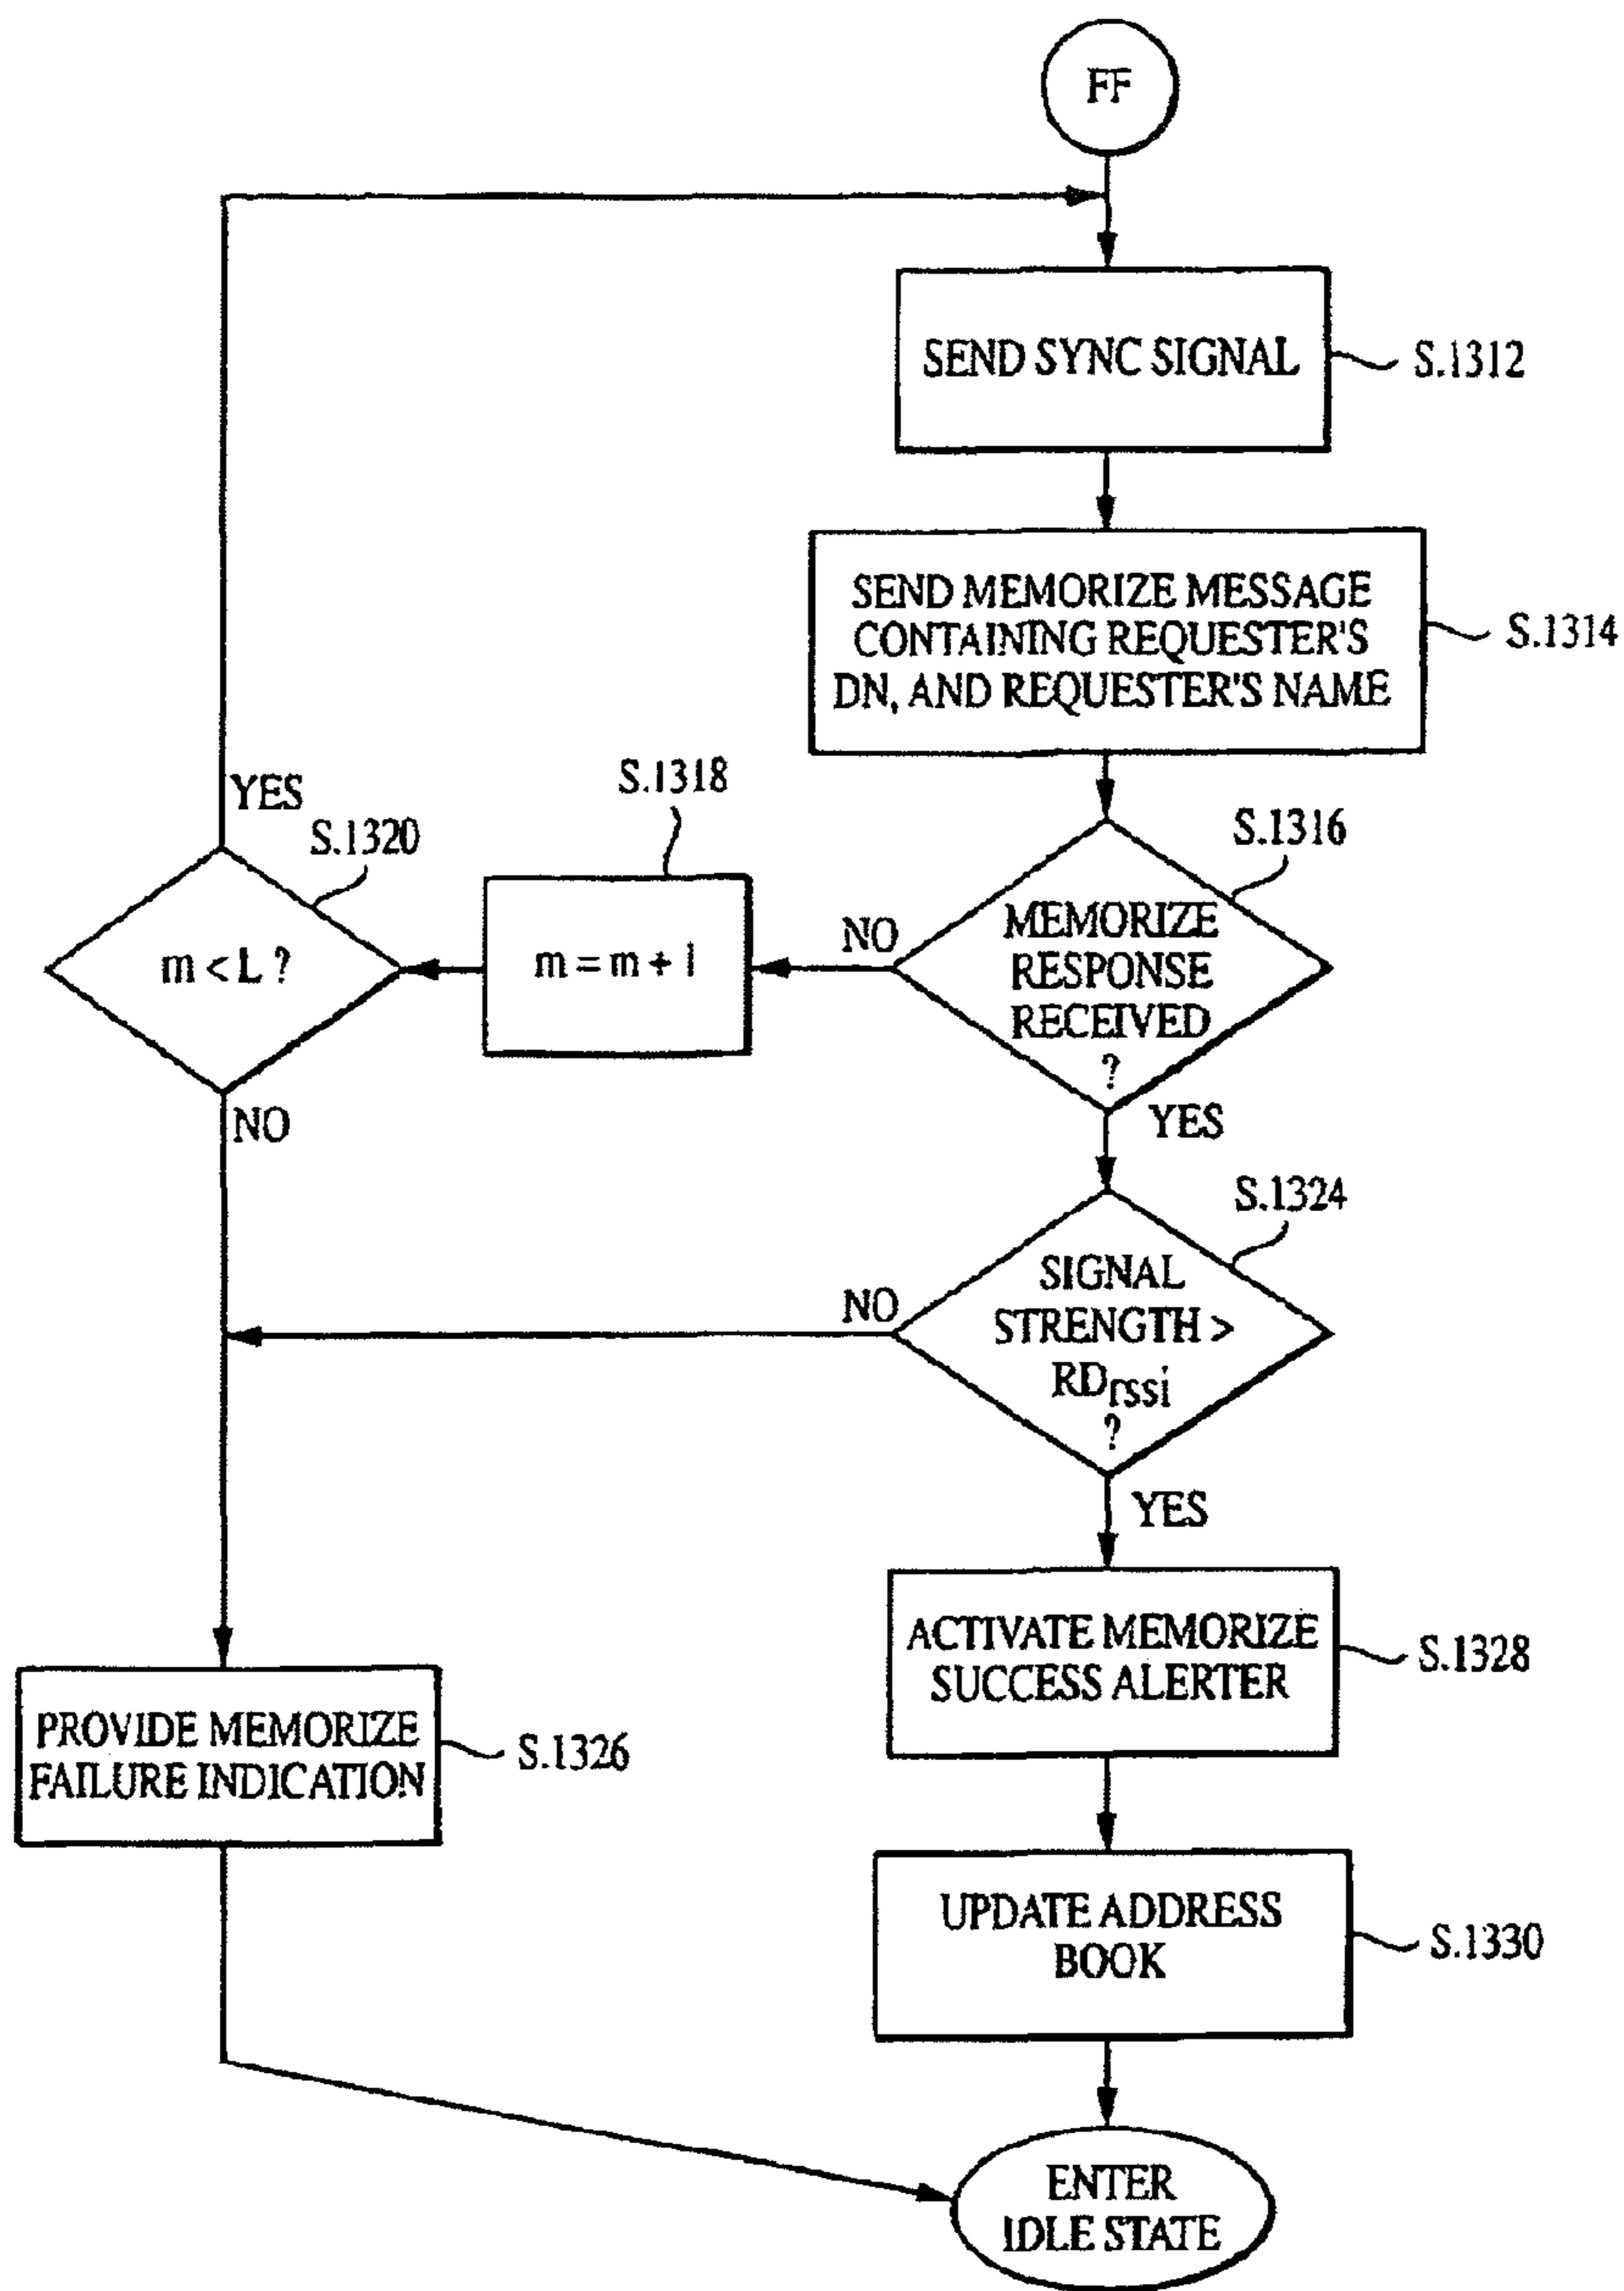 FF
SEND SYNC SIGNAL
S.1312
SEND MEMORIZE MESSAGE
CONTAINING REQUESTER'S
DN, AND REQUESTER'S NAME
S.1314
MEMORIZE
RESPONSE
RECEIVED
?
S.1316
NO
YES
m = m + 1
S.1318
m < L ?
S.1320
YES
NO
SIGNAL
STRENGTH >
RDrssi
?
S.1324
NO
YES
ACTIVATE MEMORIZE
SUCCESS ALERTER
S.1328
PROVIDE MEMORIZE
FAILURE INDICATION
S.1326
UPDATE ADDRESS
BOOK
S.1330
ENTER
IDLE STATE